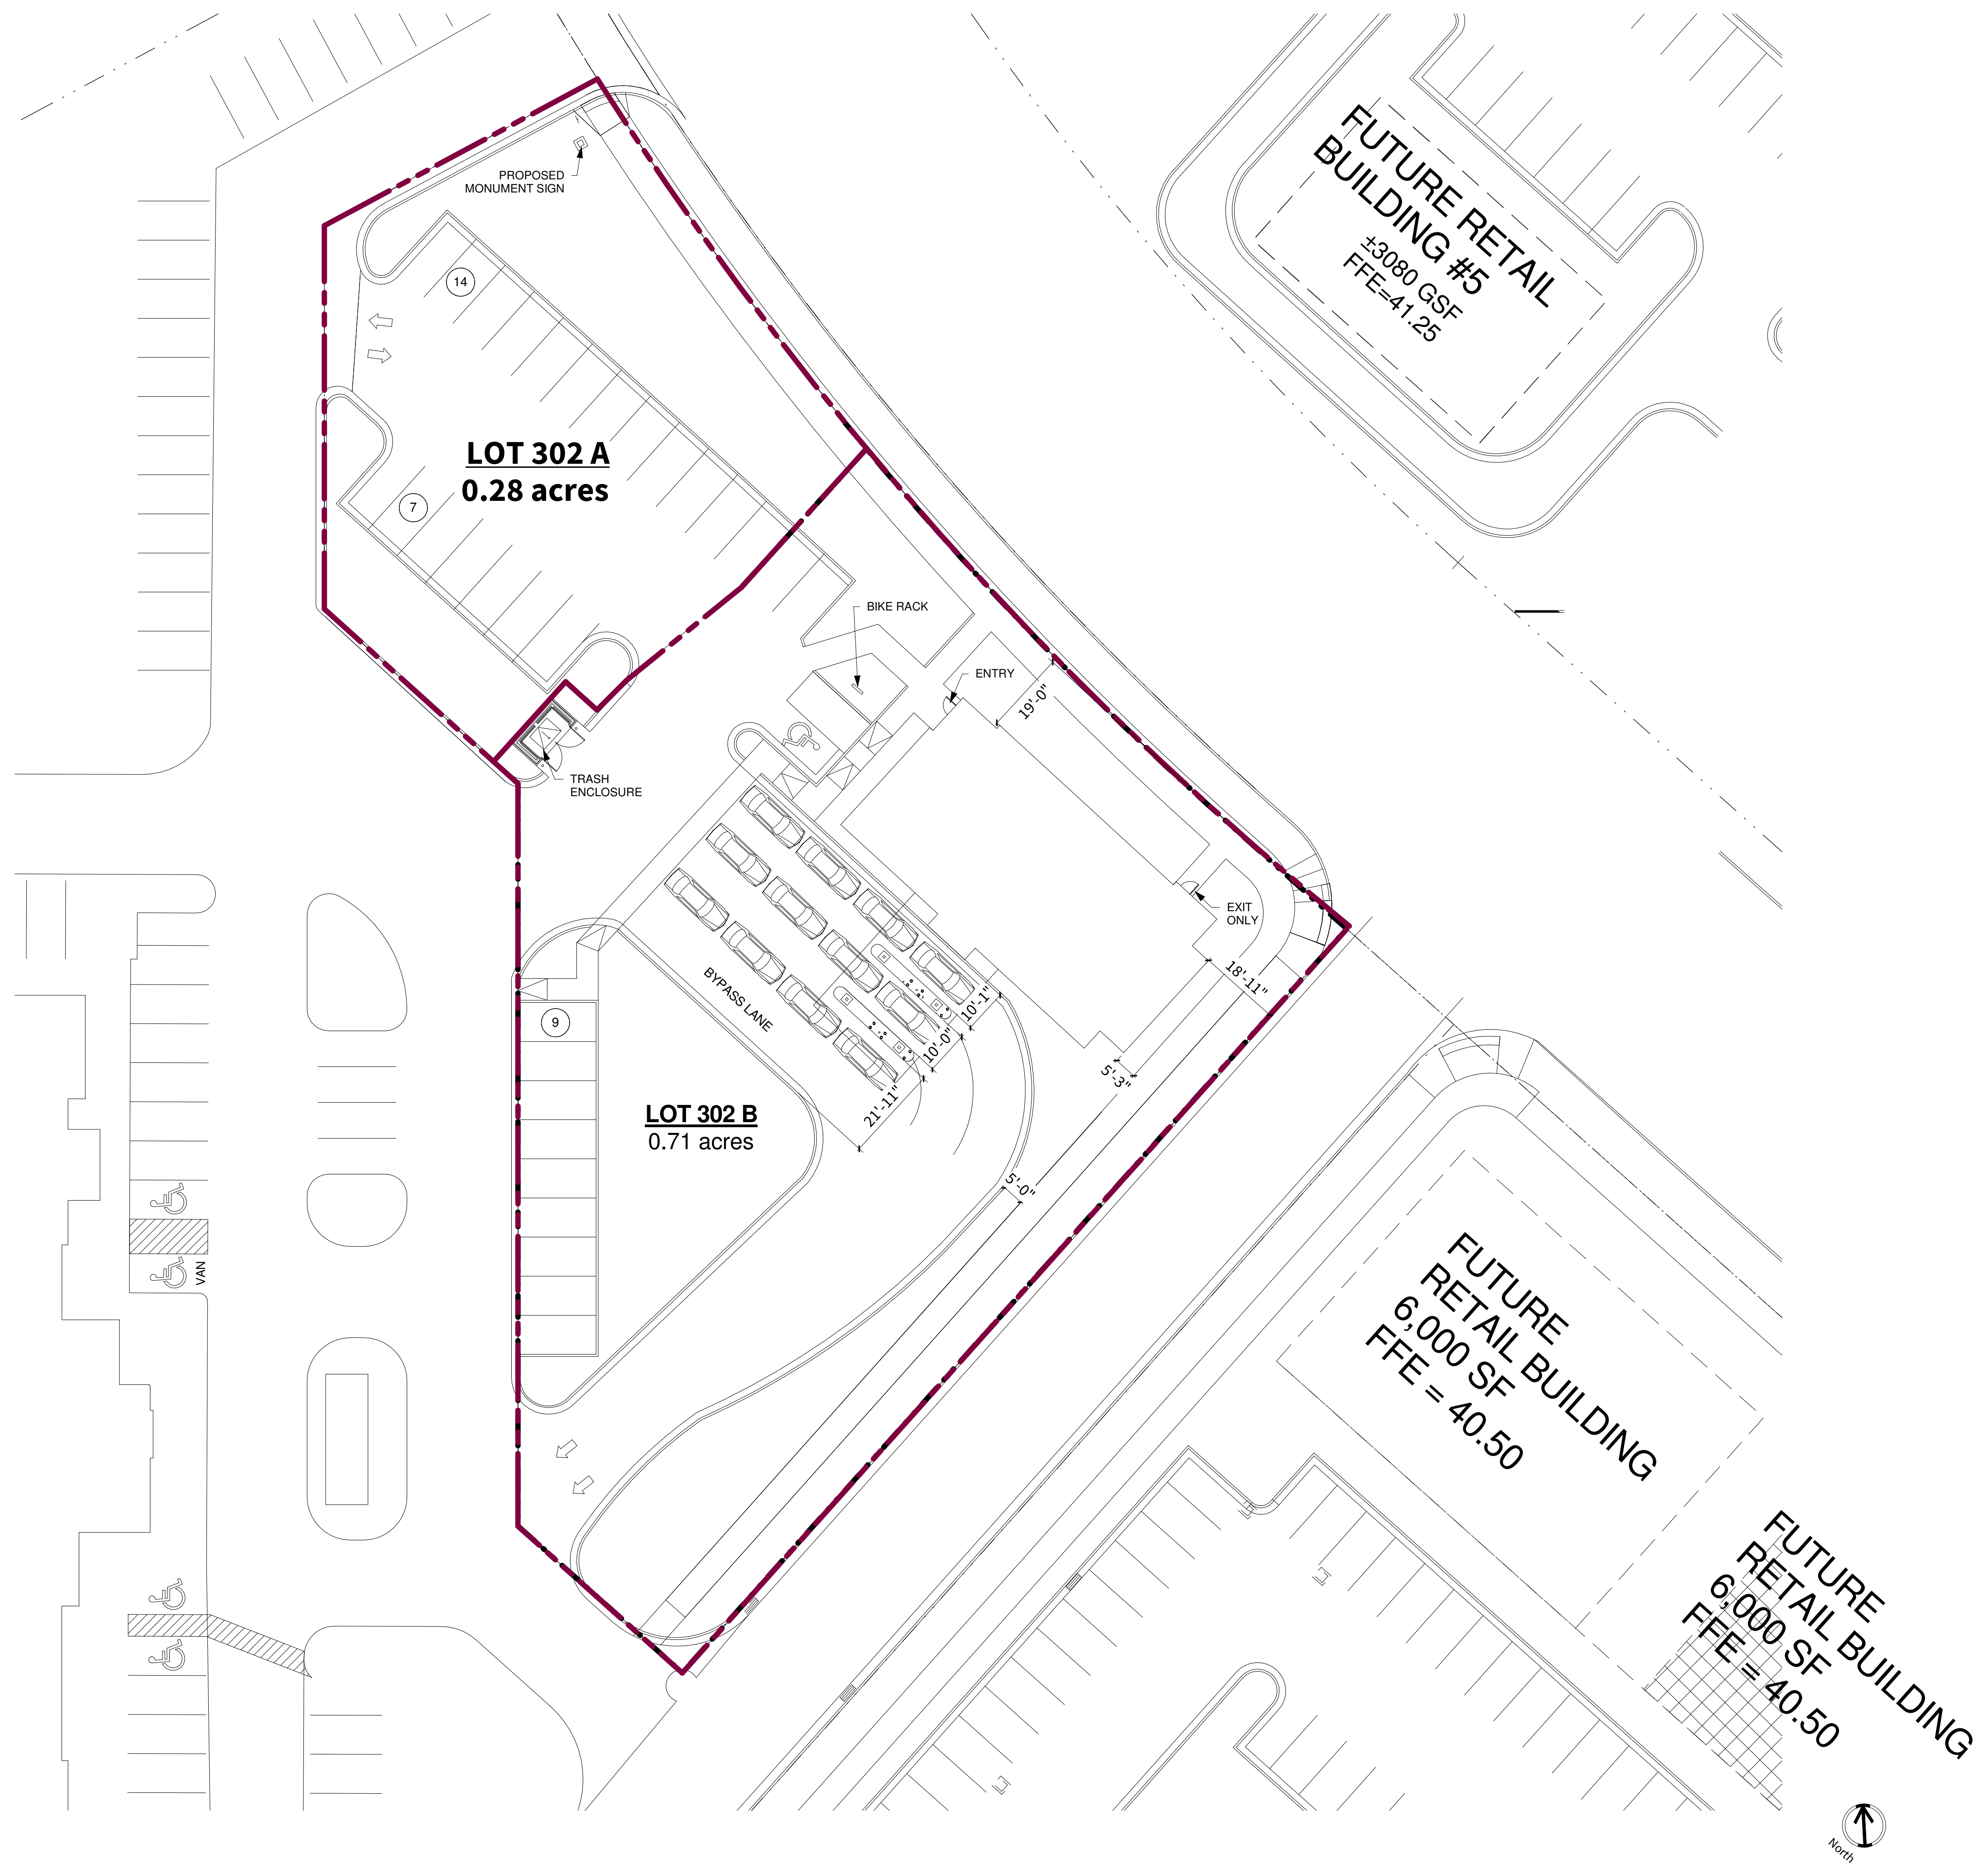 PROPOSED
MONUMENT SIGN
FUTURE RETAIL
BUILDING #5
±3080 GSF
FFE=41.25
14
LOT 302 A
0.28 acres
7
BIKE RACK
ENTRY
19'-0"
TRASH
ENCLOSURE
EXIT
ONLY
18'-11"
BYPASS LANE
10'-1"
10'-0"
9
5'-3"
21'-11"
LOT 302 B
0.71 acres
5'-0"
VAN
FUTURE
RETAIL BUILDING
6,000 SF
FFE = 40.50
FUTURE
RETAIL BUILDING
6,000 SF
FFE = 40.50
North